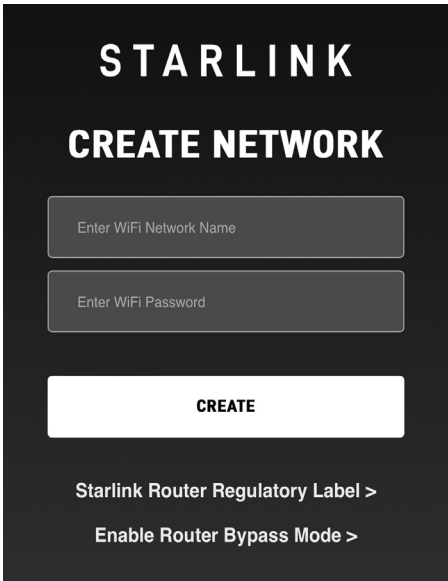 STARLINK
CREATE NETWORK
Enter WiFi Network Name
Enter WiFi Password
CREATE
Starlink Router Regulatory Label >
Enable Router Bypass Mode >